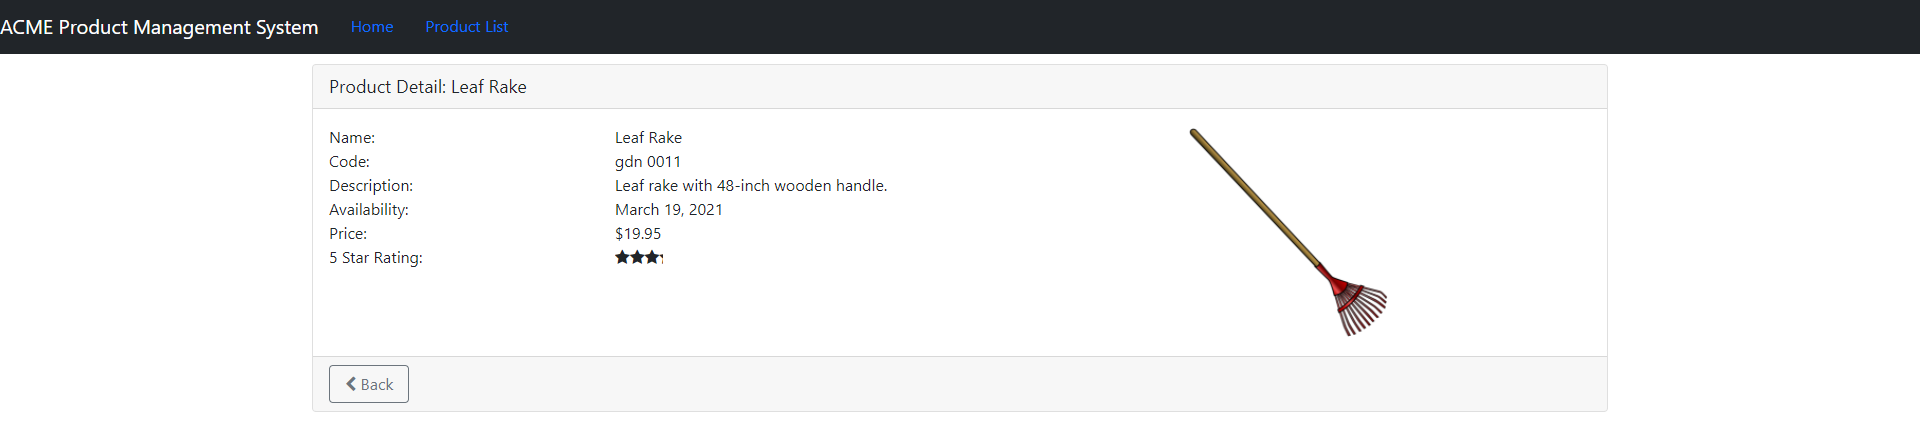 ACME Product Management System Home Product List
Product Detail: Leaf Rake
Name: Leaf Rake
Code: gdn 0011
Description: Leaf rake with 48-inch wooden handle.
Availability: March 19, 2021
Price: $19.95
5 Star Rating:
Back